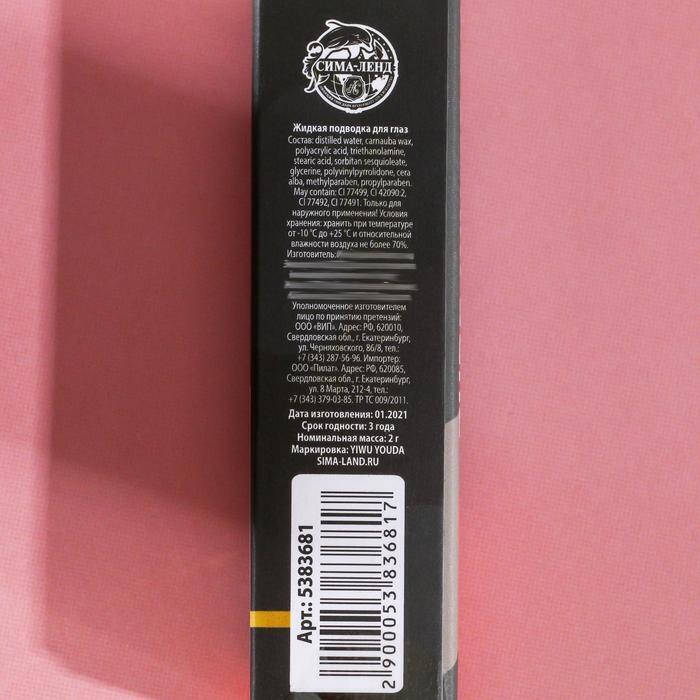 СИМА-ЛЕНД
Жидкая подводка для глаз
Состав: distilled water, carnauba wax,
polyacrylic acid, triethanolamine,
stearic acid, sorbitan sesquioleate,
glycerine, polyvinylpyrrolidone, cera
alba, methylparaben, propylparaben.
May contain: CI 77499, CI 42090:2,
CI 77492, CI 77491. Только для
наружного применения! Условия
хранения: хранить при температуре
от -10 °C до +25 °C и относительной
влажности воздуха не более 70%.
Изготовитель:
Уполномоченное изготовителем
лицо по принятию претензий:
ООО «ВИП». Адрес: РФ, 620010,
Свердловская обл., г. Екатеринбург,
ул. Черняховского, 86/8, тел.:
+7 (343) 287-56-96. Импортер:
ООО «Пилат». Адрес: РФ, 620085,
Свердловская обл., г. Екатеринбург,
ул. 8 Марта, 212-4, тел.:
+7 (343) 379-03-85. ТР ТС 009/2011.
Дата изготовления: 01.2021
Срок годности: 3 года
Номинальная масса: 2 г
Маркировка: YIWU YOUDA
SIMA-LAND.RU
Арт.: 5383681
2 900053 836817